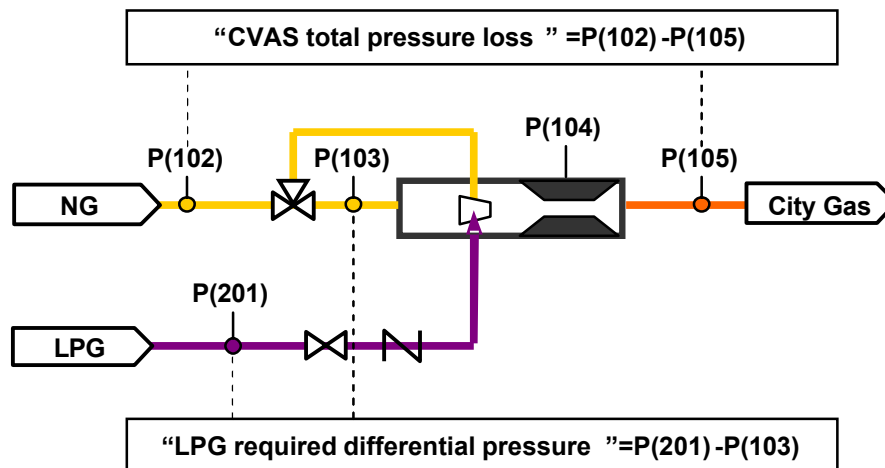 “CVAS total pressure loss ” =P(102) -P(105)
P(104)
P(102)
P(103)
P(105)
NG
City Gas
P(201)
LPG
“LPG required differential pressure ”=P(201) -P(103)